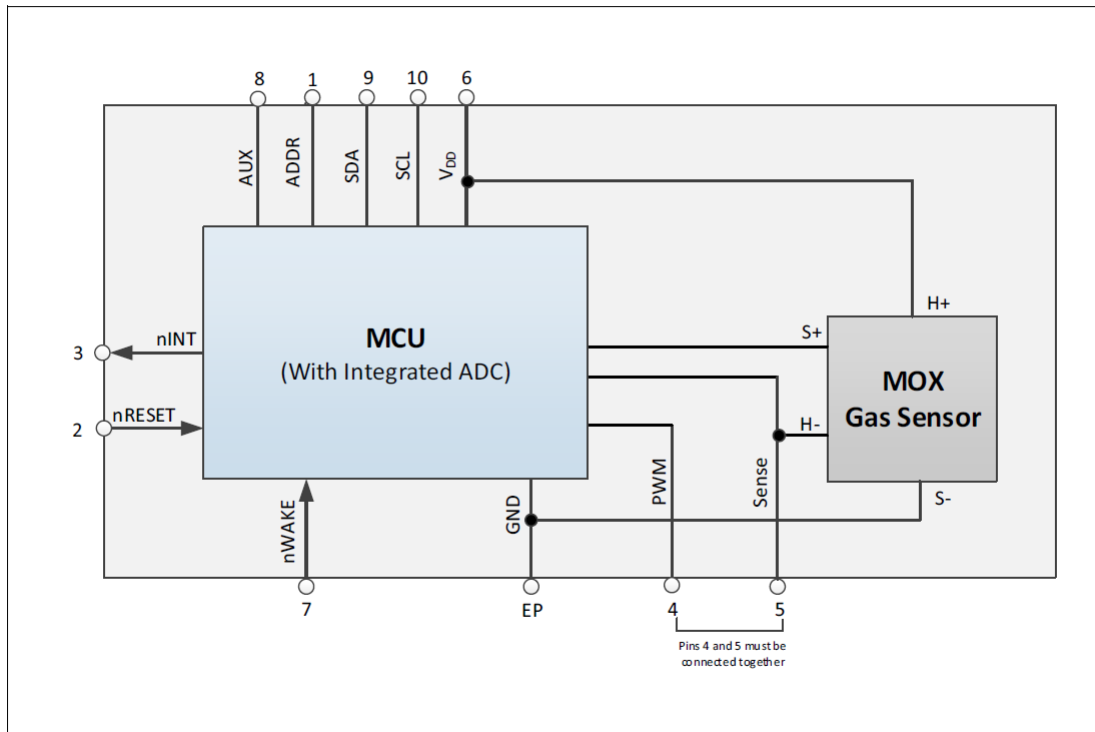 8 1 9 10 6
AUX ADDR SDA SCL VDD
H+
3 nINT
MCU
(With Integrated ADC)
S+
MOX
Gas Sensor
2 nRESET
H-
nWAKE GND PWM Sense
S-
7 EP 4 5
Pins 4 and 5 must be
connected together